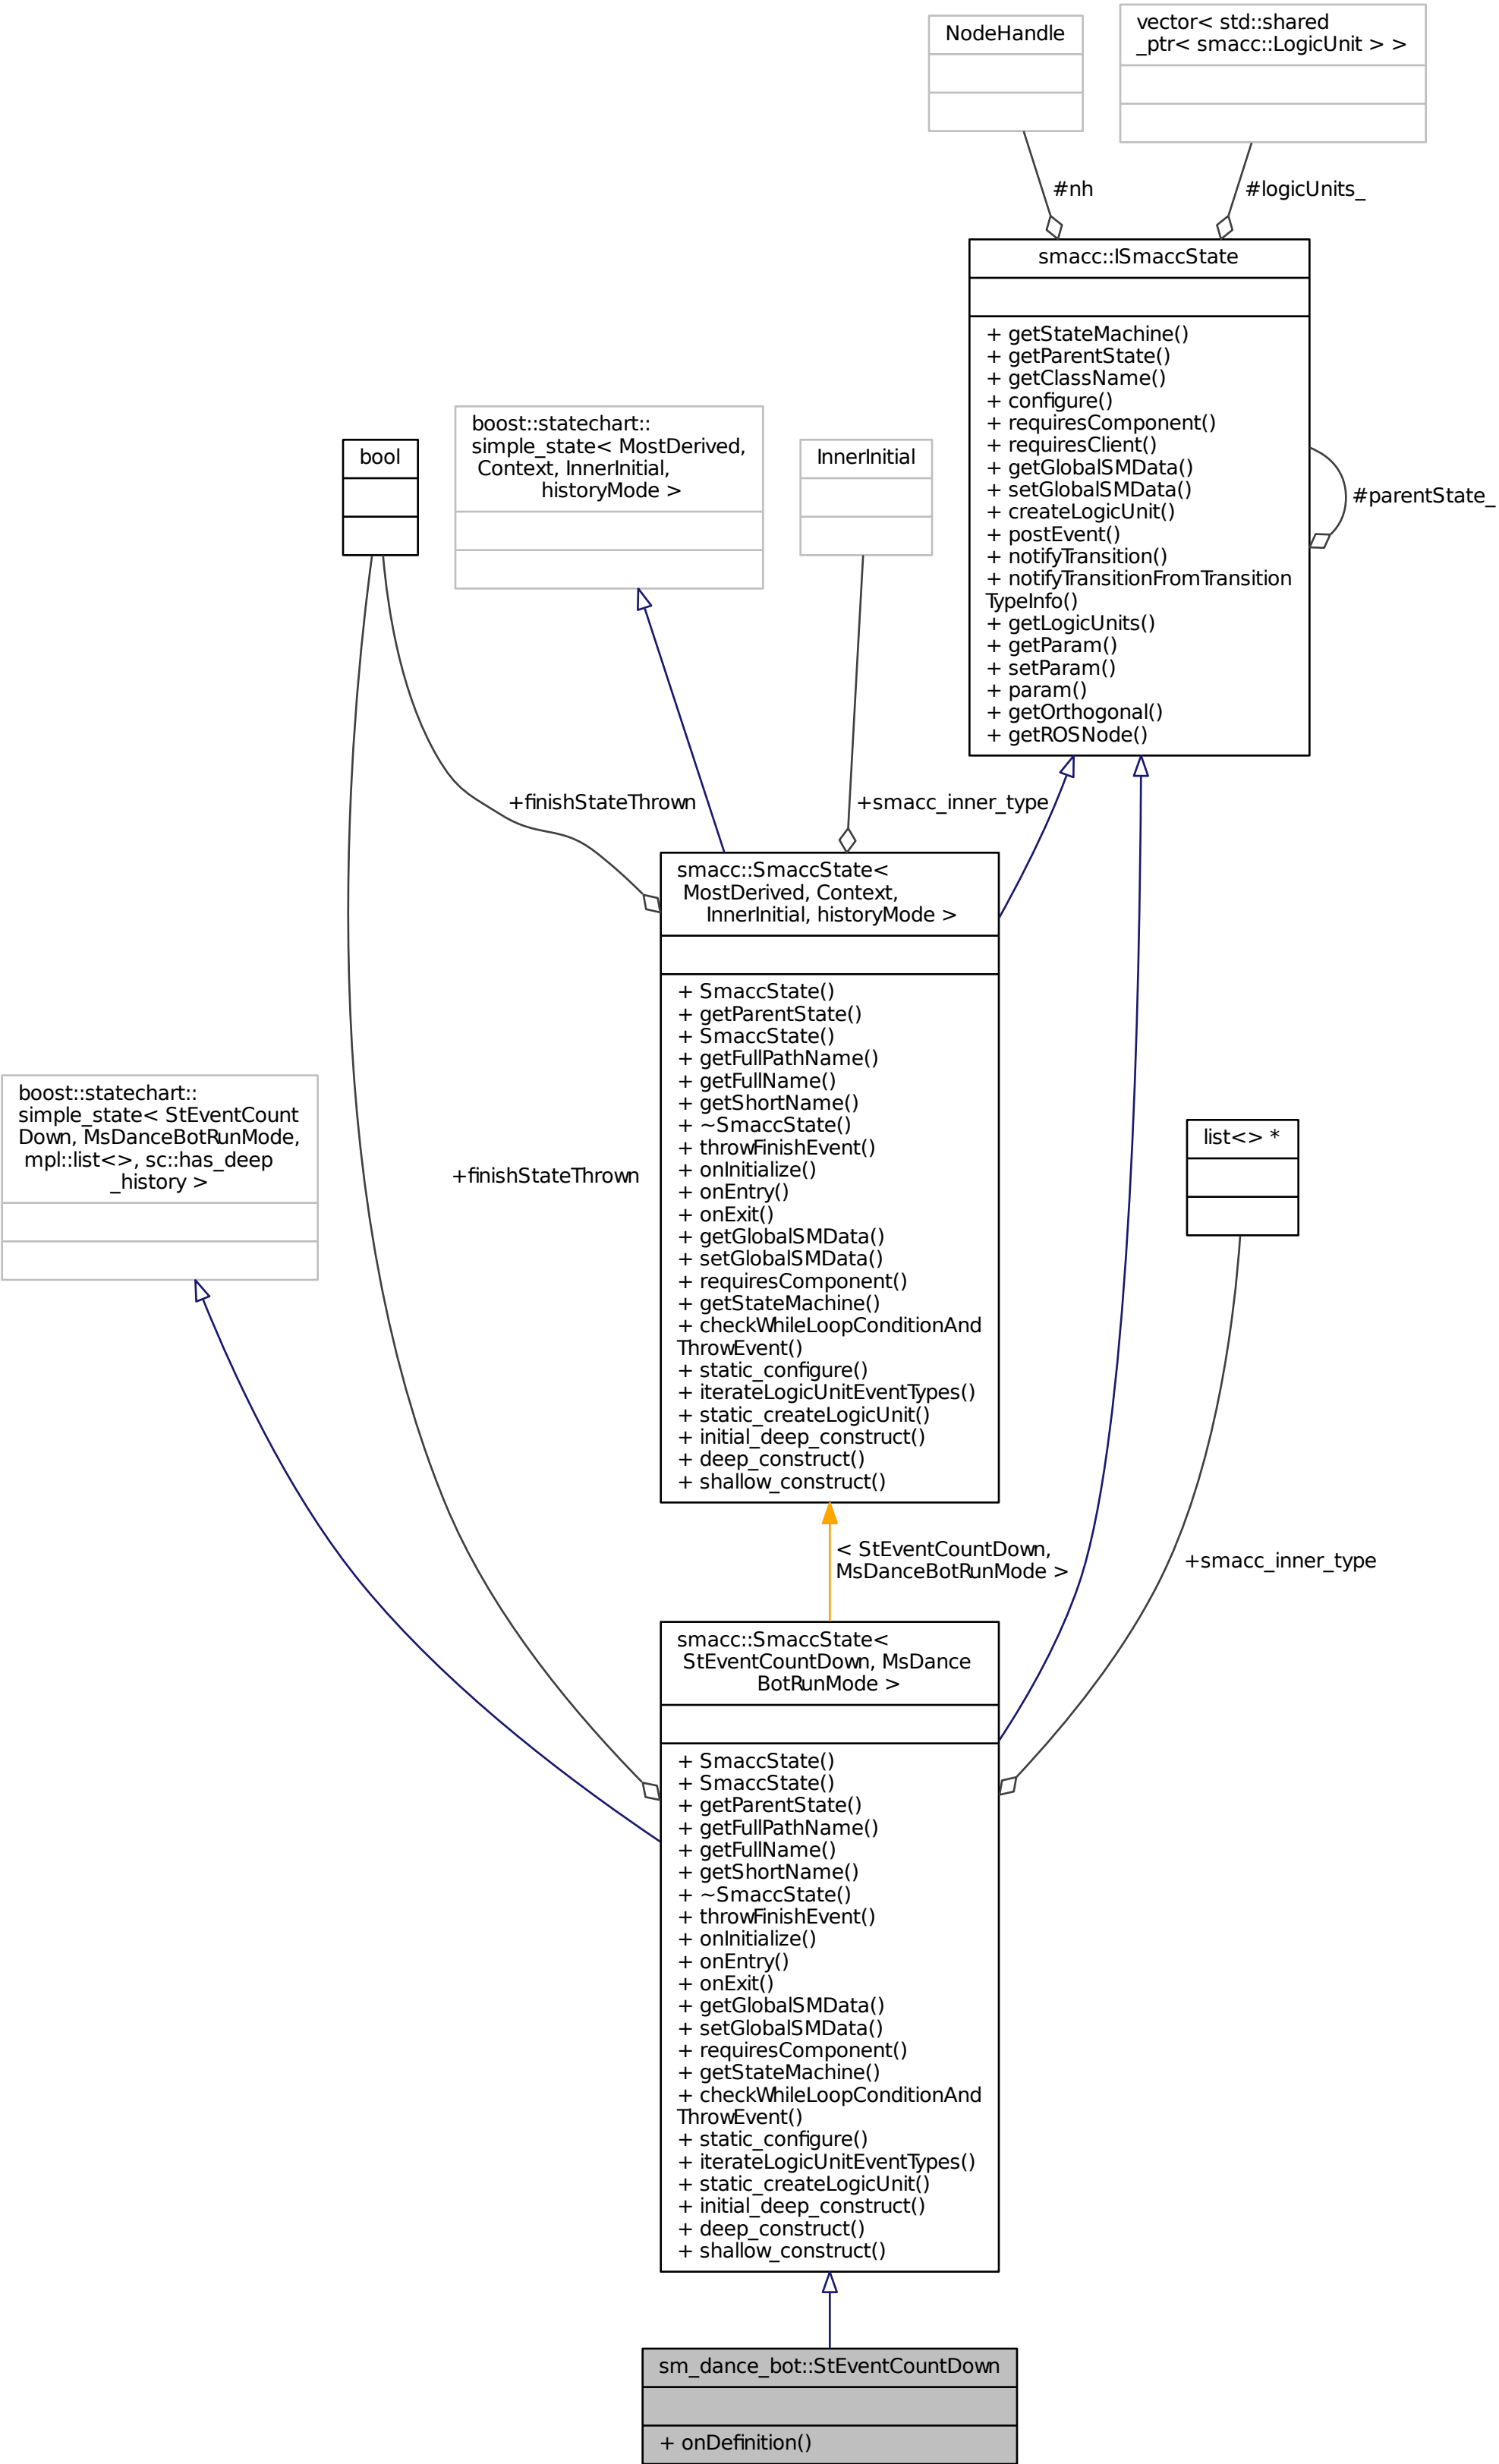 NodeHandle
vector< std::shared
_ptr< smacc::LogicUnit > >
#nh
#logicUnits_
smacc::ISmaccState
+ getStateMachine()
+ getParentState()
+ getClassName()
+ configure()
+ requiresComponent()
+ requiresClient()
+ getGlobalSMData()
+ setGlobalSMData()
+ createLogicUnit()
+ postEvent()
+ notifyTransition()
+ notifyTransitionFromTransition
TypeInfo()
+ getLogicUnits()
+ getParam()
+ setParam()
+ param()
+ getOrthogonal()
+ getROSNode()
#parentState_
bool
boost::statechart::
simple_state< MostDerived,
Context, InnerInitial,
historyMode >
InnerInitial
+finishStateThrown
+smacc_inner_type
smacc::SmaccState<
MostDerived, Context,
InnerInitial, historyMode >
+ SmaccState()
+ getParentState()
+ SmaccState()
+ getFullPathName()
+ getFullName()
+ getShortName()
+ ~SmaccState()
+ throwFinishEvent()
+ onInitialize()
+ onEntry()
+ onExit()
+ getGlobalSMData()
+ setGlobalSMData()
+ requiresComponent()
+ getStateMachine()
+ checkWhileLoopConditionAnd
ThrowEvent()
+ static_configure()
+ iterateLogicUnitEventTypes()
+ static_createLogicUnit()
+ initial_deep_construct()
+ deep_construct()
+ shallow_construct()
boost::statechart::
simple_state< StEventCount
Down, MsDanceBotRunMode,
mpl::list<>, sc::has_deep
_history >
+finishStateThrown
list<> *
< StEventCountDown,
MsDanceBotRunMode >
+smacc_inner_type
smacc::SmaccState<
StEventCountDown, MsDance
BotRunMode >
+ SmaccState()
+ SmaccState()
+ getParentState()
+ getFullPathName()
+ getFullName()
+ getShortName()
+ ~SmaccState()
+ throwFinishEvent()
+ onInitialize()
+ onEntry()
+ onExit()
+ getGlobalSMData()
+ setGlobalSMData()
+ requiresComponent()
+ getStateMachine()
+ checkWhileLoopConditionAnd
ThrowEvent()
+ static_configure()
+ iterateLogicUnitEventTypes()
+ static_createLogicUnit()
+ initial_deep_construct()
+ deep_construct()
+ shallow_construct()
sm_dance_bot::StEventCountDown
+ onDefinition()